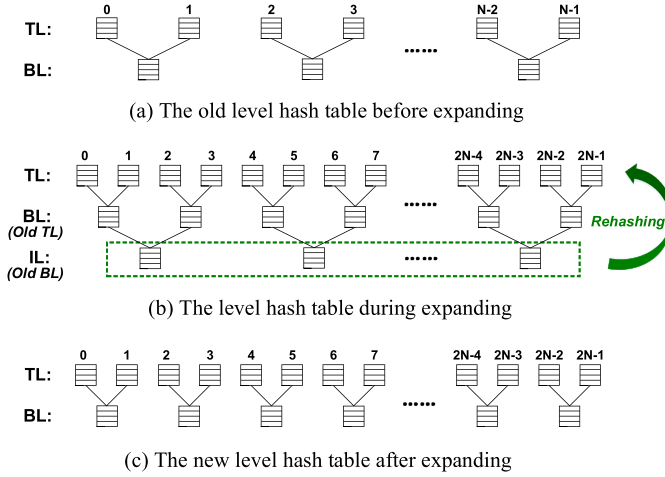 0 1 2 3 N-2 N-1
TL:
......
BL:
(a) The old level hash table before expanding
0 1 2 3 4 5 6 7 2N-4 2N-3 2N-2 2N-1
TL:
......
BL:
(Old TL)
Rehashing
IL:
......
(Old BL)
(b) The level hash table during expanding
0 1 2 3 4 5 6 7 2N-4 2N-3 2N-2 2N-1
TL:
......
BL:
(c) The new level hash table after expanding